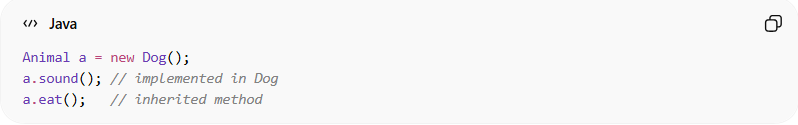 </> Java
Animal a = new Dog();
a.sound(); // implemented in Dog
a.eat();   // inherited method